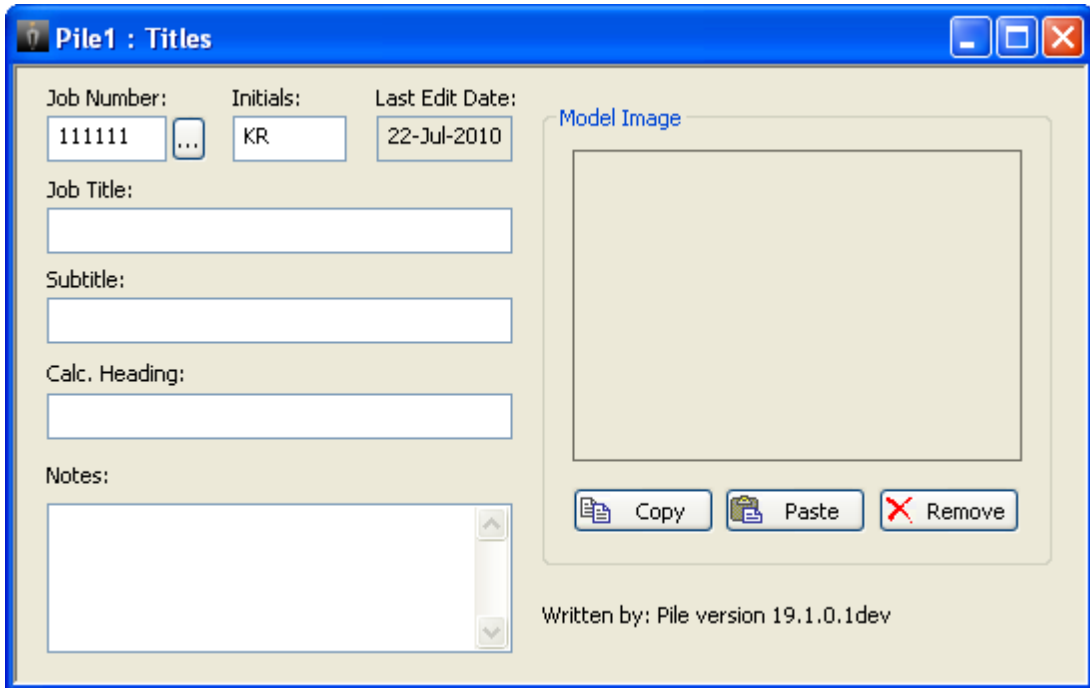 Pile1 : Titles
Job Number:
Initials:
Last Edit Date:
111111
...
KR
22-Jul-2010
Model Image
Job Title:
Subtitle:
Calc. Heading:
Notes:
Copy
Paste
Remove
Written by: Pile version 19.1.0.1dev